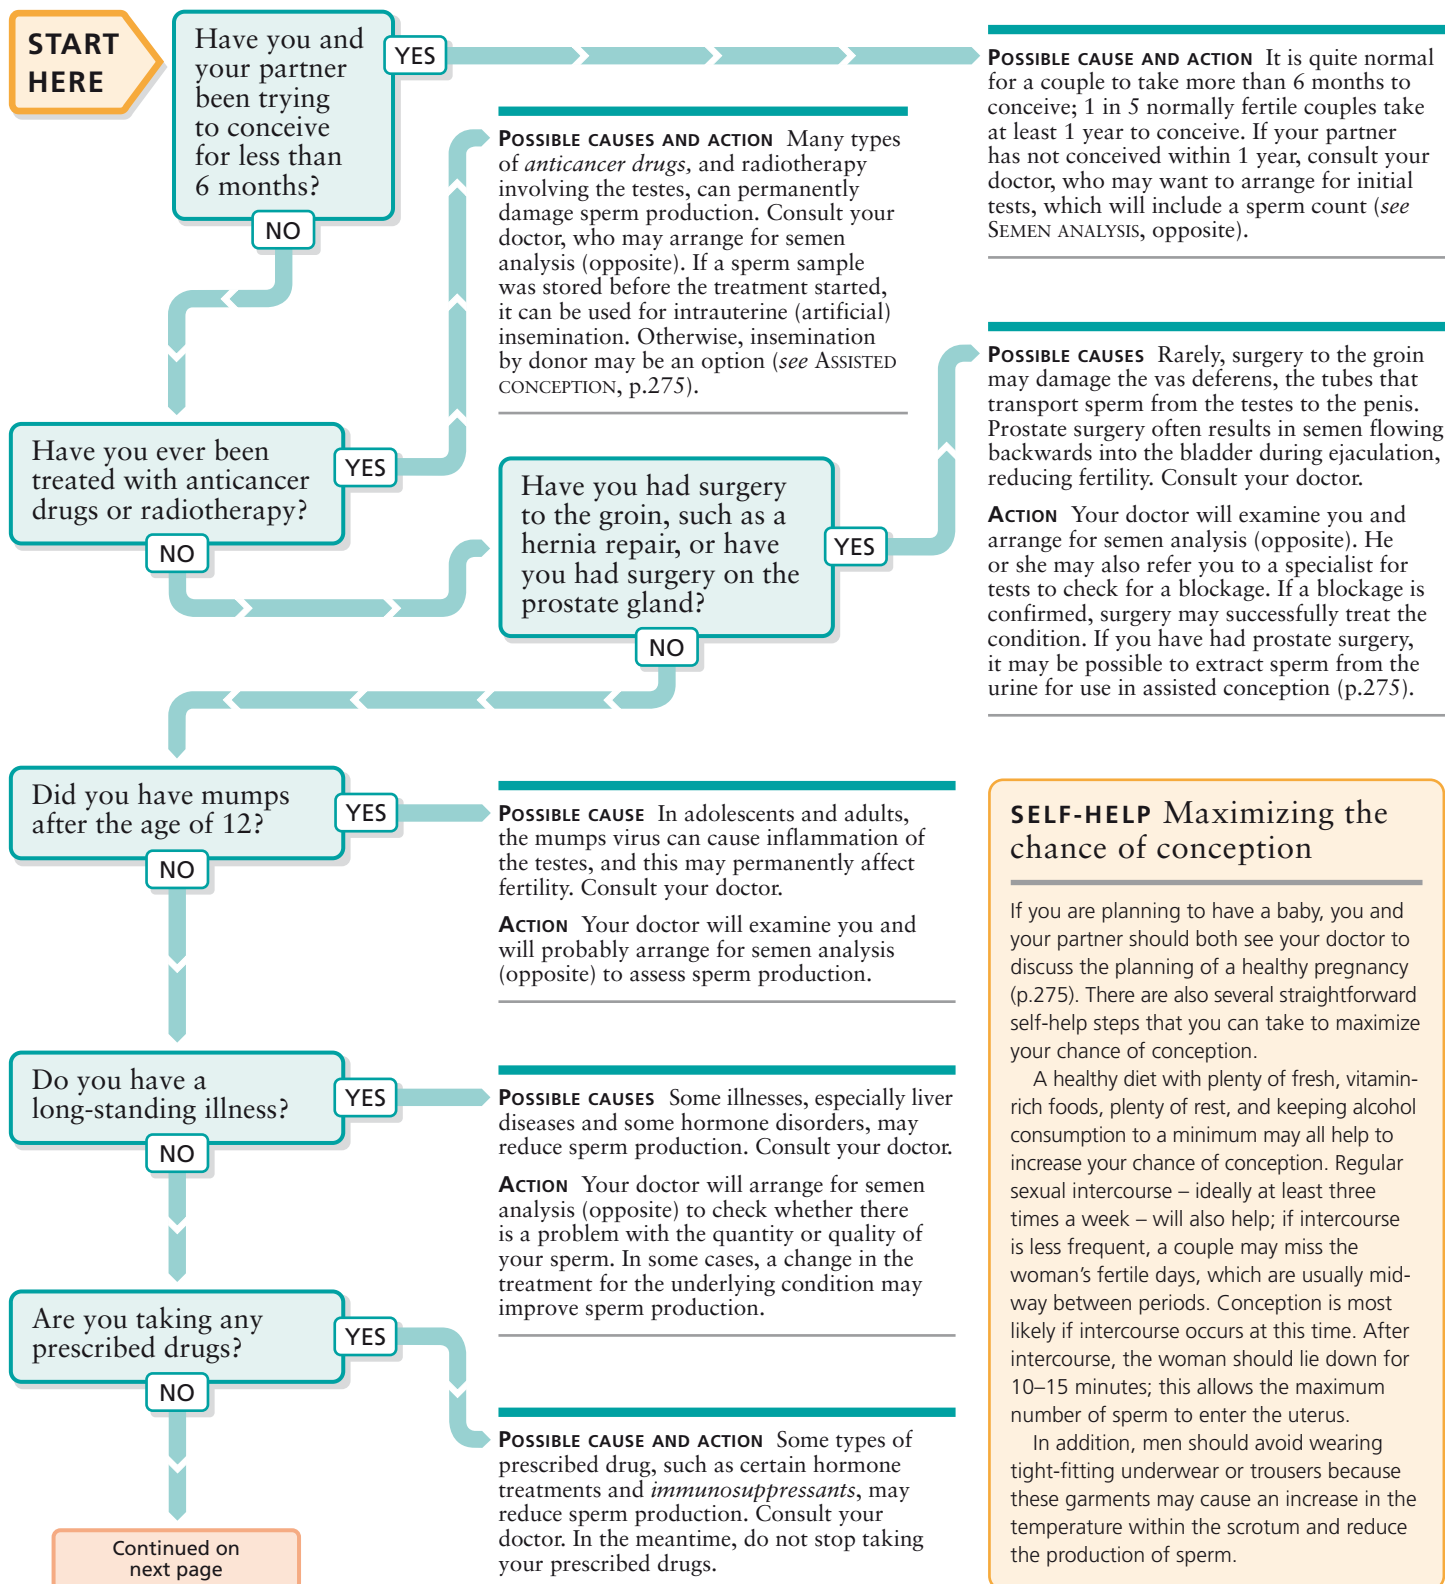 START
HERE
Have you and
your partner
been trying
to conceive
for less than
6 months?
YES
NO
POSSIBLE CAUSE AND ACTION It is quite normal
for a couple to take more than 6 months to
conceive; 1 in 5 normally fertile couples take
at least 1 year to conceive. If your partner
has not conceived within 1 year, consult your
doctor, who may want to arrange for initial
tests, which will include a sperm count (see
SEMEN ANALYSIS, opposite).
Have you ever been
treated with anticancer
drugs or radiotherapy?
YES
NO
POSSIBLE CAUSES AND ACTION Many types
of anticancer drugs, and radiotherapy
involving the testes, can permanently
damage sperm production. Consult your
doctor, who may arrange for semen
analysis (opposite). If a sperm sample
was stored before the treatment started,
it can be used for intrauterine (artificial)
insemination. Otherwise, insemination
by donor may be an option (see ASSISTED
CONCEPTION, p.275).
Have you had surgery
to the groin, such as a
hernia repair, or have
you had surgery on the
prostate gland?
YES
NO
POSSIBLE CAUSES Rarely, surgery to the groin
may damage the vas deferens, the tubes that
transport sperm from the testes to the penis.
Prostate surgery often results in semen flowing
backwards into the bladder during ejaculation,
reducing fertility. Consult your doctor.
ACTION Your doctor will examine you and
arrange for semen analysis (opposite). He
or she may also refer you to a specialist for
tests to check for a blockage. If a blockage is
confirmed, surgery may successfully treat the
condition. If you have had prostate surgery,
it may be possible to extract sperm from the
urine for use in assisted conception (p.275).
Did you have mumps
after the age of 12?
YES
NO
POSSIBLE CAUSE In adolescents and adults,
the mumps virus can cause inflammation of
the testes, and this may permanently affect
fertility. Consult your doctor.
ACTION Your doctor will examine you and
will probably arrange for semen analysis
(opposite) to assess sperm production.
Do you have a
long-standing illness?
YES
NO
POSSIBLE CAUSES Some illnesses, especially liver
diseases and some hormone disorders, may
reduce sperm production. Consult your doctor.
ACTION Your doctor will arrange for semen
analysis (opposite) to check whether there
is a problem with the quantity or quality of
your sperm. In some cases, a change in the
treatment for the underlying condition may
improve sperm production.
Are you taking any
prescribed drugs?
YES
NO
POSSIBLE CAUSE AND ACTION Some types of
prescribed drug, such as certain hormone
treatments and immunosuppressants, may
reduce sperm production. Consult your
doctor. In the meantime, do not stop taking
your prescribed drugs.
Continued on
next page
SELF-HELP Maximizing the
chance of conception
If you are planning to have a baby, you and
your partner should both see your doctor to
discuss the planning of a healthy pregnancy
(p.275). There are also several straightforward
self-help steps that you can take to maximize
your chance of conception.
A healthy diet with plenty of fresh, vitamin-
rich foods, plenty of rest, and keeping alcohol
consumption to a minimum may all help to
increase your chance of conception. Regular
sexual intercourse – ideally at least three
times a week – will also help; if intercourse
is less frequent, a couple may miss the
woman's fertile days, which are usually mid-
way between periods. Conception is most
likely if intercourse occurs at this time. After
intercourse, the woman should lie down for
10–15 minutes; this allows the maximum
number of sperm to enter the uterus.
In addition, men should avoid wearing
tight-fitting underwear or trousers because
these garments may cause an increase in the
temperature within the scrotum and reduce
the production of sperm.